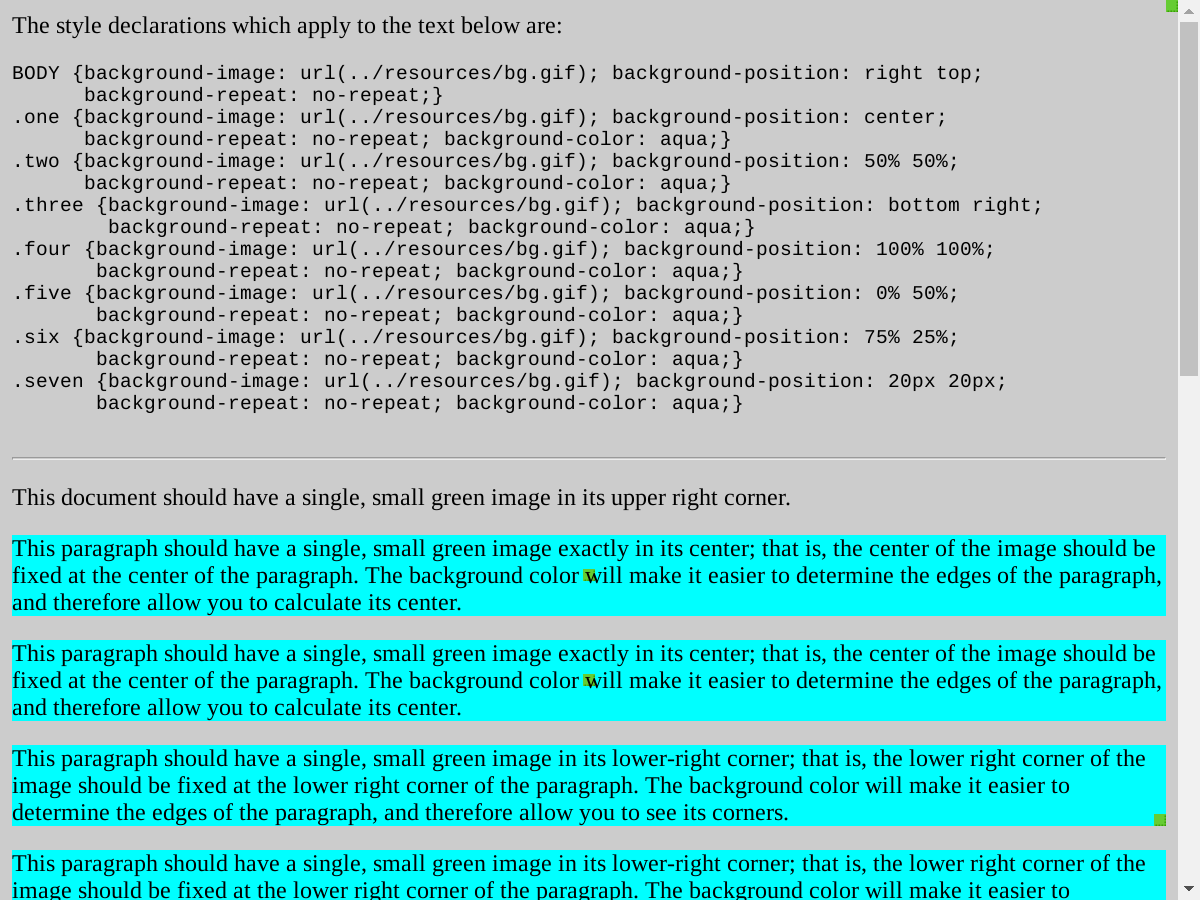 The style declarations which apply to the text below are:
BODY {background-image: url(../resources/bg.gif); background-position: right top;
background-repeat: no-repeat;}
.one {background-image: url(../resources/bg.gif); background-position: center;
background-repeat: no-repeat; background-color: aqua;}
.two {background-image: url(../resources/bg.gif); background-position: 50% 50%;
background-repeat: no-repeat; background-color: aqua;}
.three {background-image: url(../resources/bg.gif); background-position: bottom right;
background-repeat: no-repeat; background-color: aqua;}
.four {background-image: url(../resources/bg.gif); background-position: 100% 100%;
background-repeat: no-repeat; background-color: aqua;}
.five {background-image: url(../resources/bg.gif); background-position: 0% 50%;
background-repeat: no-repeat; background-color: aqua;}
.six {background-image: url(../resources/bg.gif); background-position: 75% 25%;
background-repeat: no-repeat; background-color: aqua;}
.seven {background-image: url(../resources/bg.gif); background-position: 20px 20px;
background-repeat: no-repeat; background-color: aqua;}
This document should have a single, small green image in its upper right corner.
This paragraph should have a single, small green image exactly in its center; that is, the center of the image should be
fixed at the center of the paragraph. The background color will make it easier to determine the edges of the paragraph,
and therefore allow you to calculate its center.
This paragraph should have a single, small green image exactly in its center; that is, the center of the image should be
fixed at the center of the paragraph. The background color will make it easier to determine the edges of the paragraph,
and therefore allow you to calculate its center.
This paragraph should have a single, small green image in its lower-right corner; that is, the lower right corner of the
image should be fixed at the lower right corner of the paragraph. The background color will make it easier to
determine the edges of the paragraph, and therefore allow you to see its corners.
This paragraph should have a single, small green image in its lower-right corner; that is, the lower right corner of the
image should be fixed at the lower right corner of the paragraph. The background color will make it easier to